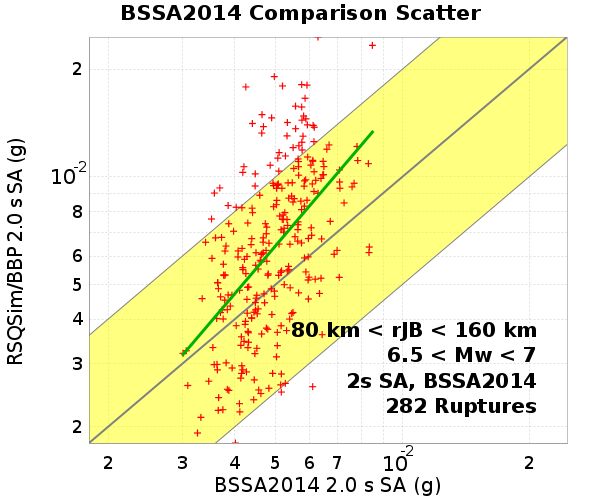 BSSA2014 Comparison Scatter
RSQSim/BBP 2.0 s SA (g)
2
10-2
8
6
5
4
3
2
80 km < rJB < 160 km
6.5 < Mw < 7
2s SA, BSSA2014
282 Ruptures
2 3 4 5 6 7 10-2 2
BSSA2014 2.0 s SA (g)